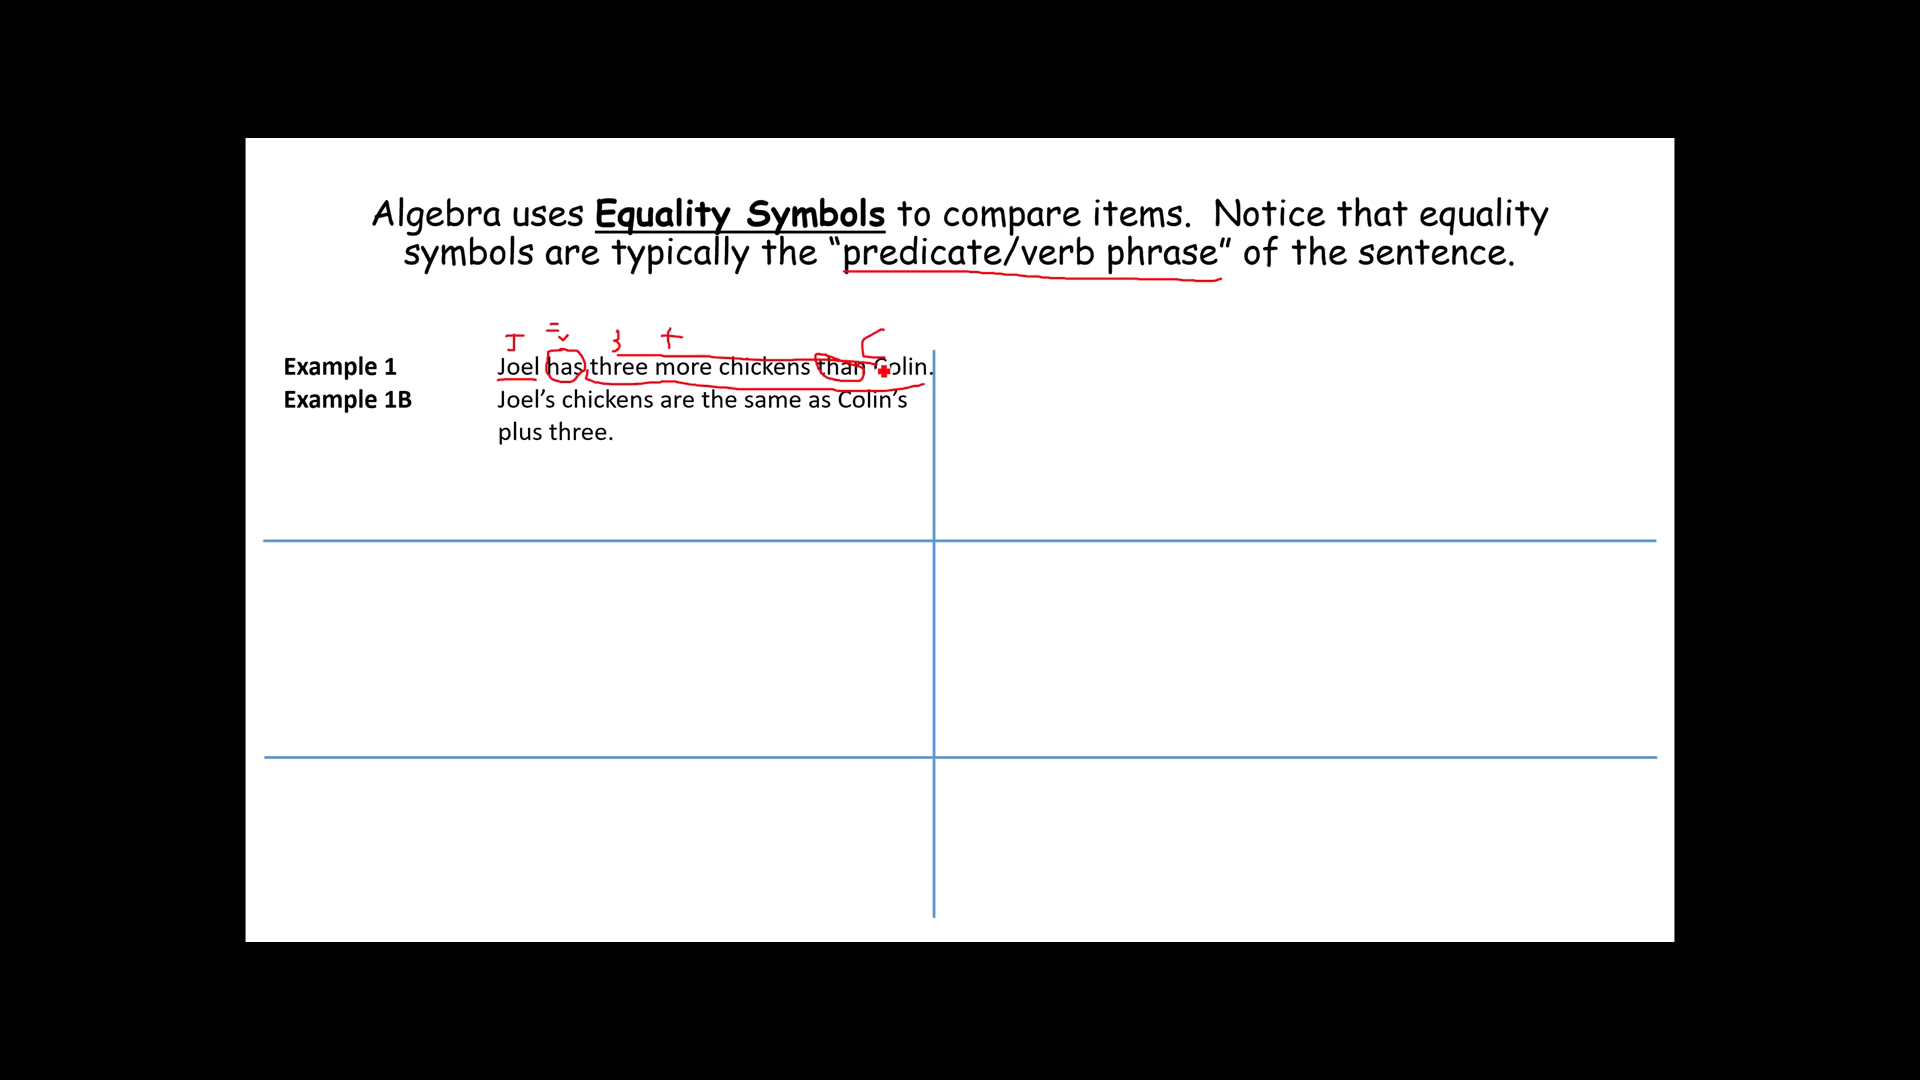 Algebra uses Equality Symbols to compare items. Notice that equality
symbols are typically the “predicate/verb phrase” of the sentence.
J = 3 + C
Example 1 Joel has three more chickens than Colin.
Example 1B Joel’s chickens are the same as Colin’s
plus three.